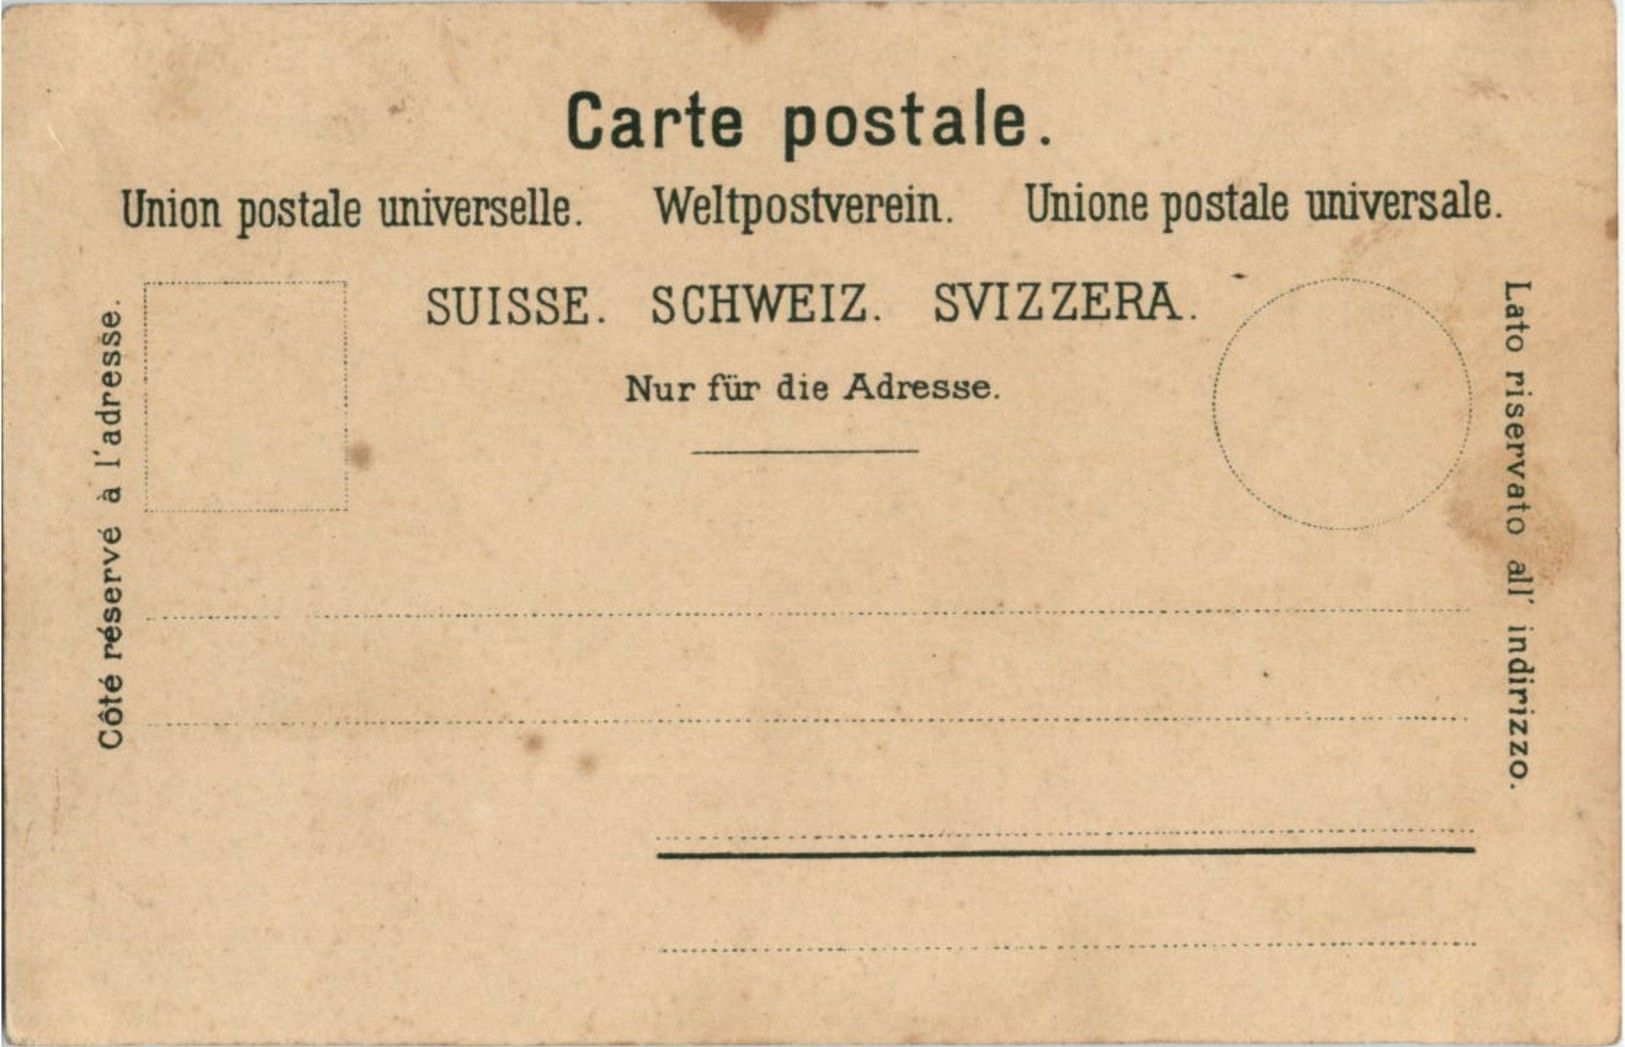 Carte postale.
Union postale universelle. Weltpostverein. Unione postale universale.
SUISSE. SCHWEIZ. SVIZZERA.
Nur für die Adresse.
Côté réservé à l'adresse.
Lato riservato all' indirizzo.